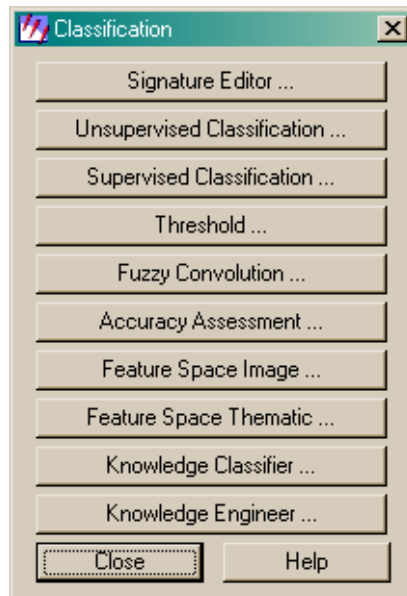 Classification
Signature Editor ...
Unsupervised Classification ...
Supervised Classification ...
Threshold ...
Fuzzy Convolution ...
Accuracy Assessment ...
Feature Space Image ...
Feature Space Thematic ...
Knowledge Classifier ...
Knowledge Engineer ...
Close Help